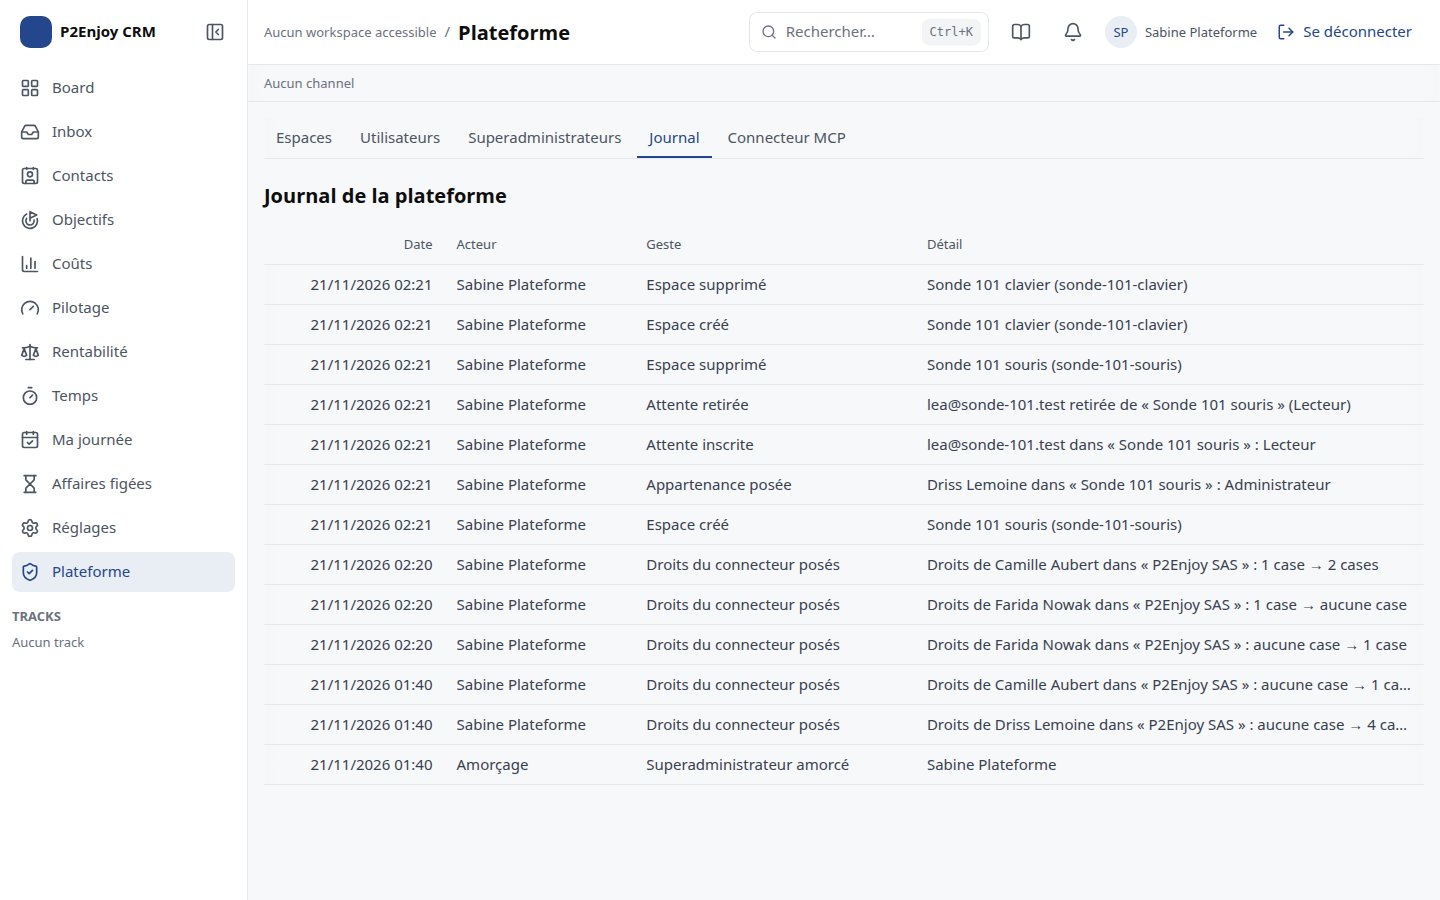 P2Enjoy CRM
Aucun workspace accessible / Plateforme
Rechercher... Ctrl+K
SP Sabine Plateforme
Se déconnecter
Aucun channel
Board
Inbox
Contacts
Objectifs
Coûts
Pilotage
Rentabilité
Temps
Ma journée
Affaires figées
Réglages
Plateforme
TRACKS
Aucun track
Espaces Utilisateurs Superadministrateurs Journal Connecteur MCP
Journal de la plateforme
Date Acteur Geste Détail
21/11/2026 02:21 Sabine Plateforme Espace supprimé Sonde 101 clavier (sonde-101-clavier)
21/11/2026 02:21 Sabine Plateforme Espace créé Sonde 101 clavier (sonde-101-clavier)
21/11/2026 02:21 Sabine Plateforme Espace supprimé Sonde 101 souris (sonde-101-souris)
21/11/2026 02:21 Sabine Plateforme Attente retirée lea@sonde-101.test retirée de « Sonde 101 souris » (Lecteur)
21/11/2026 02:21 Sabine Plateforme Attente inscrite lea@sonde-101.test dans « Sonde 101 souris » : Lecteur
21/11/2026 02:21 Sabine Plateforme Appartenance posée Driss Lemoine dans « Sonde 101 souris » : Administrateur
21/11/2026 02:21 Sabine Plateforme Espace créé Sonde 101 souris (sonde-101-souris)
21/11/2026 02:20 Sabine Plateforme Droits du connecteur posés Droits de Camille Aubert dans « P2Enjoy SAS » : 1 case → 2 cases
21/11/2026 02:20 Sabine Plateforme Droits du connecteur posés Droits de Farida Nowak dans « P2Enjoy SAS » : 1 case → aucune case
21/11/2026 02:20 Sabine Plateforme Droits du connecteur posés Droits de Farida Nowak dans « P2Enjoy SAS » : aucune case → 1 case
21/11/2026 01:40 Sabine Plateforme Droits du connecteur posés Droits de Camille Aubert dans « P2Enjoy SAS » : aucune case → 1 ca...
21/11/2026 01:40 Sabine Plateforme Droits du connecteur posés Droits de Driss Lemoine dans « P2Enjoy SAS » : aucune case → 4 ca...
21/11/2026 01:40 Amorçage Superadministrateur amorcé Sabine Plateforme